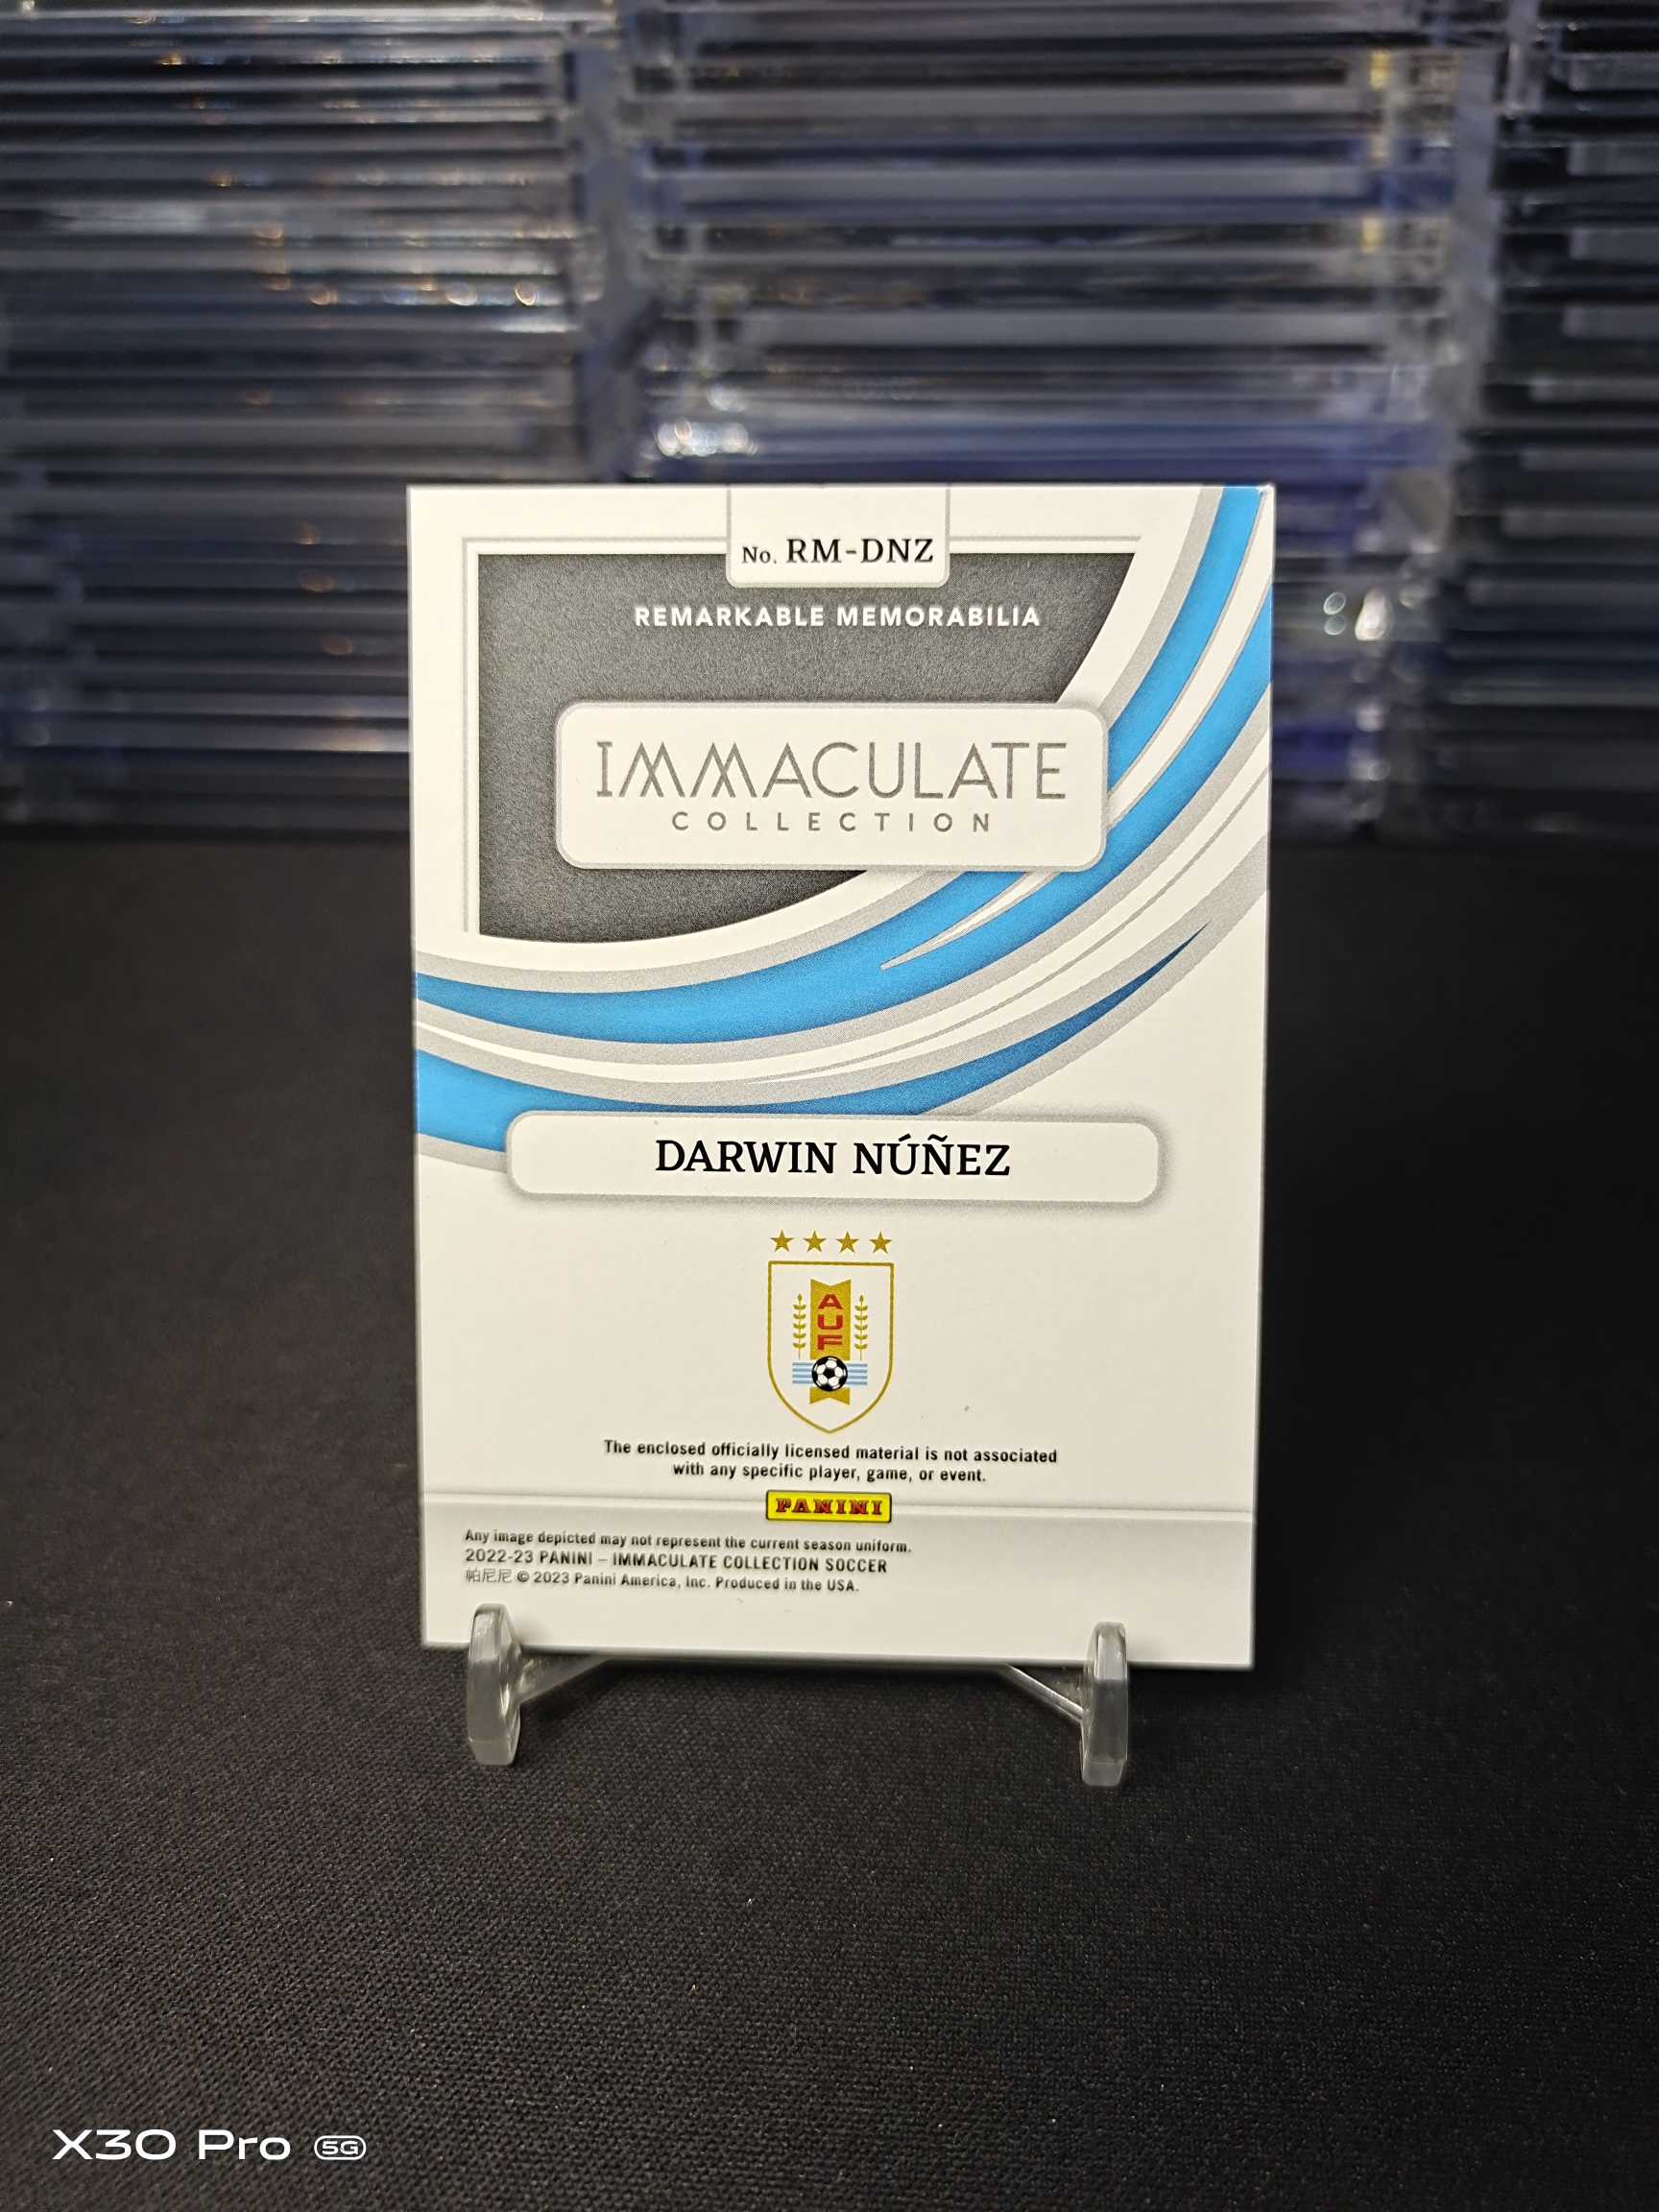 No. RM-DNZ
REMARKABLE MEMORABILIA
IMMACULATE
COLLECTION
DARWIN NÚÑEZ
AUF
The enclosed officially licensed material is not associated
with any specific player, game, or event.
PANINI
Any image depicted may not represent the current season uniform.
2022-23 PANINI – IMMACULATE COLLECTION SOCCER
帕尼尼 © 2023 Panini America, Inc. Produced in the USA.
X30 Pro 5G